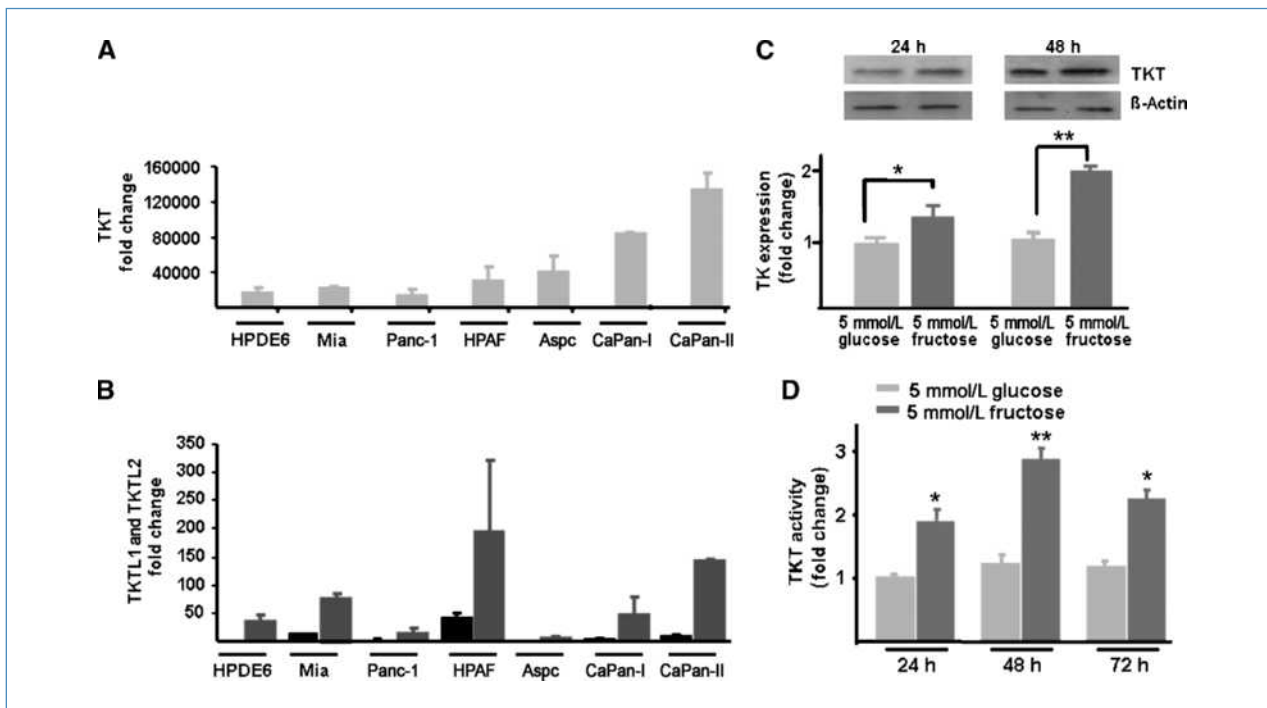 A
TKT
fold change
160000
120000
80000
40000
HPDE6
Mia
Panc-1
HPAF
Aspc
CaPan-I
CaPan-II
B
TKTL1 and TKTL2
fold change
350
300
250
200
150
100
50
HPDE6
Mia
Panc-1
HPAF
Aspc
CaPan-I
CaPan-II
C
24 h
48 h
TKT
ß-Actin
TK expression
(fold change)
2
1
*
**
5 mmol/L
glucose
5 mmol/L
fructose
5 mmol/L
glucose
5 mmol/L
fructose
D
5 mmol/L glucose
5 mmol/L fructose
TKT activity
(fold change)
3
2
1
*
**
*
24 h
48 h
72 h